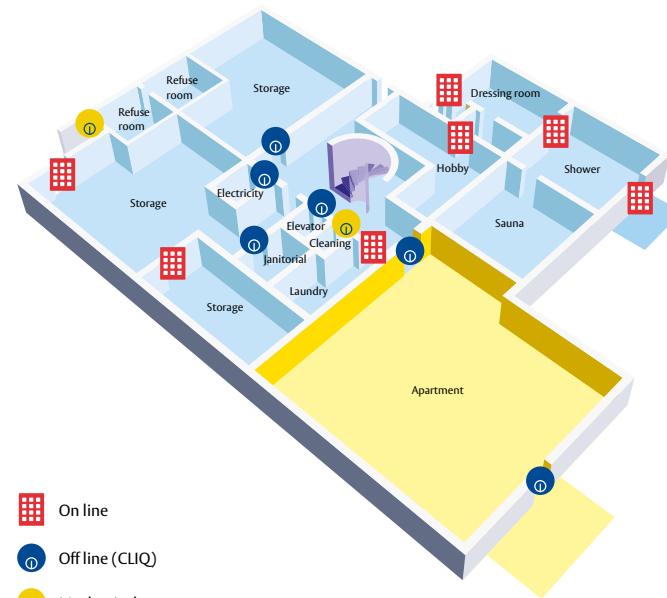 Refuse
room
Storage
Refuse
room
Dressing room
Storage
Electricity
Hobby
Shower
Elevator
Cleaning
Sauna
Janitorial
Laundry
Storage
Apartment
On line
Off line (CLIQ)